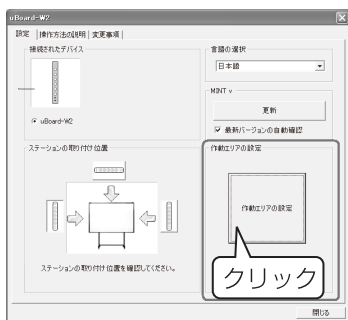 uBoard-W2
設定 操作方法の説明 変更事項
接続されたデバイス
uBoard-W2
言語の選択
日本語
MINT v
更新
最新バージョンの自動確認
ステーションの取り付け位置
ステーションの取り付け位置を確認してください。
作動エリアの設定
作動エリアの設定
クリック
閉じる